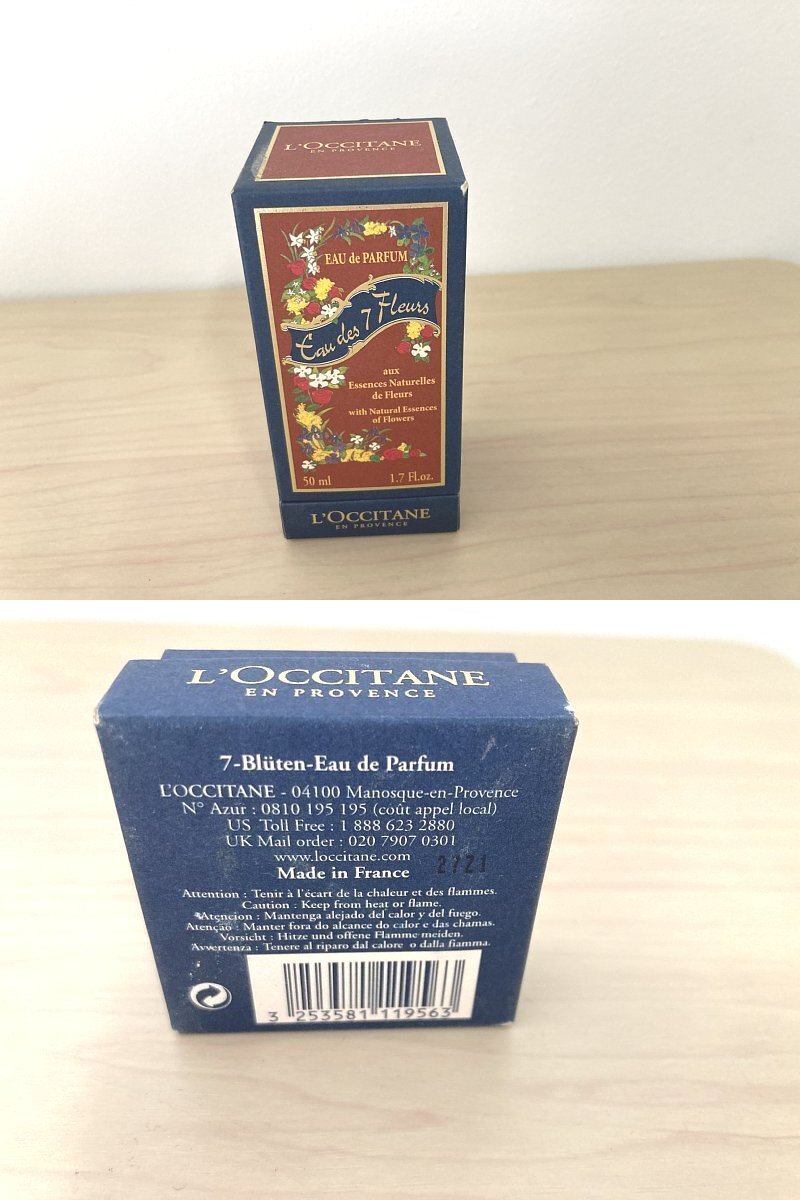 L'OCCITANE
EN PROVENCE
EAU de PARFUM
Eau des 7 Fleurs
aux
Essences Naturelles
de Fleurs
with Natural Essences
of Flowers
50 ml 1.7 Fl.oz.
L'OCCITANE
EN PROVENCE
L'OCCITANE
EN PROVENCE
7-Blüten-Eau de Parfum
L'OCCITANE - 04100 Manosque-en-Provence
N° Azur : 0810 195 195 (coût appel local)
US Toll Free : 1 888 623 2880
UK Mail order : 020 7907 0301
www.loccitane.com
2721
Made in France
Attention : Tenir à l'écart de la chaleur et des flammes.
Caution : Keep from heat or flame.
Atencion : Mantenga alejado del calor y del fuego.
Atenção : Manter fora do alcance do calor e das chamas.
Vorsicht : Hitze und offene Flamme meiden.
Avvertenza : Tenere al riparo dal calore o dalla fiamma.
3 253581 119563